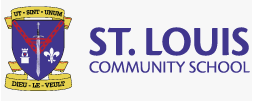 UT · SINT · UNUM
ST. LOUIS
COMMUNITY SCHOOL
DIEU · LE · VEULT